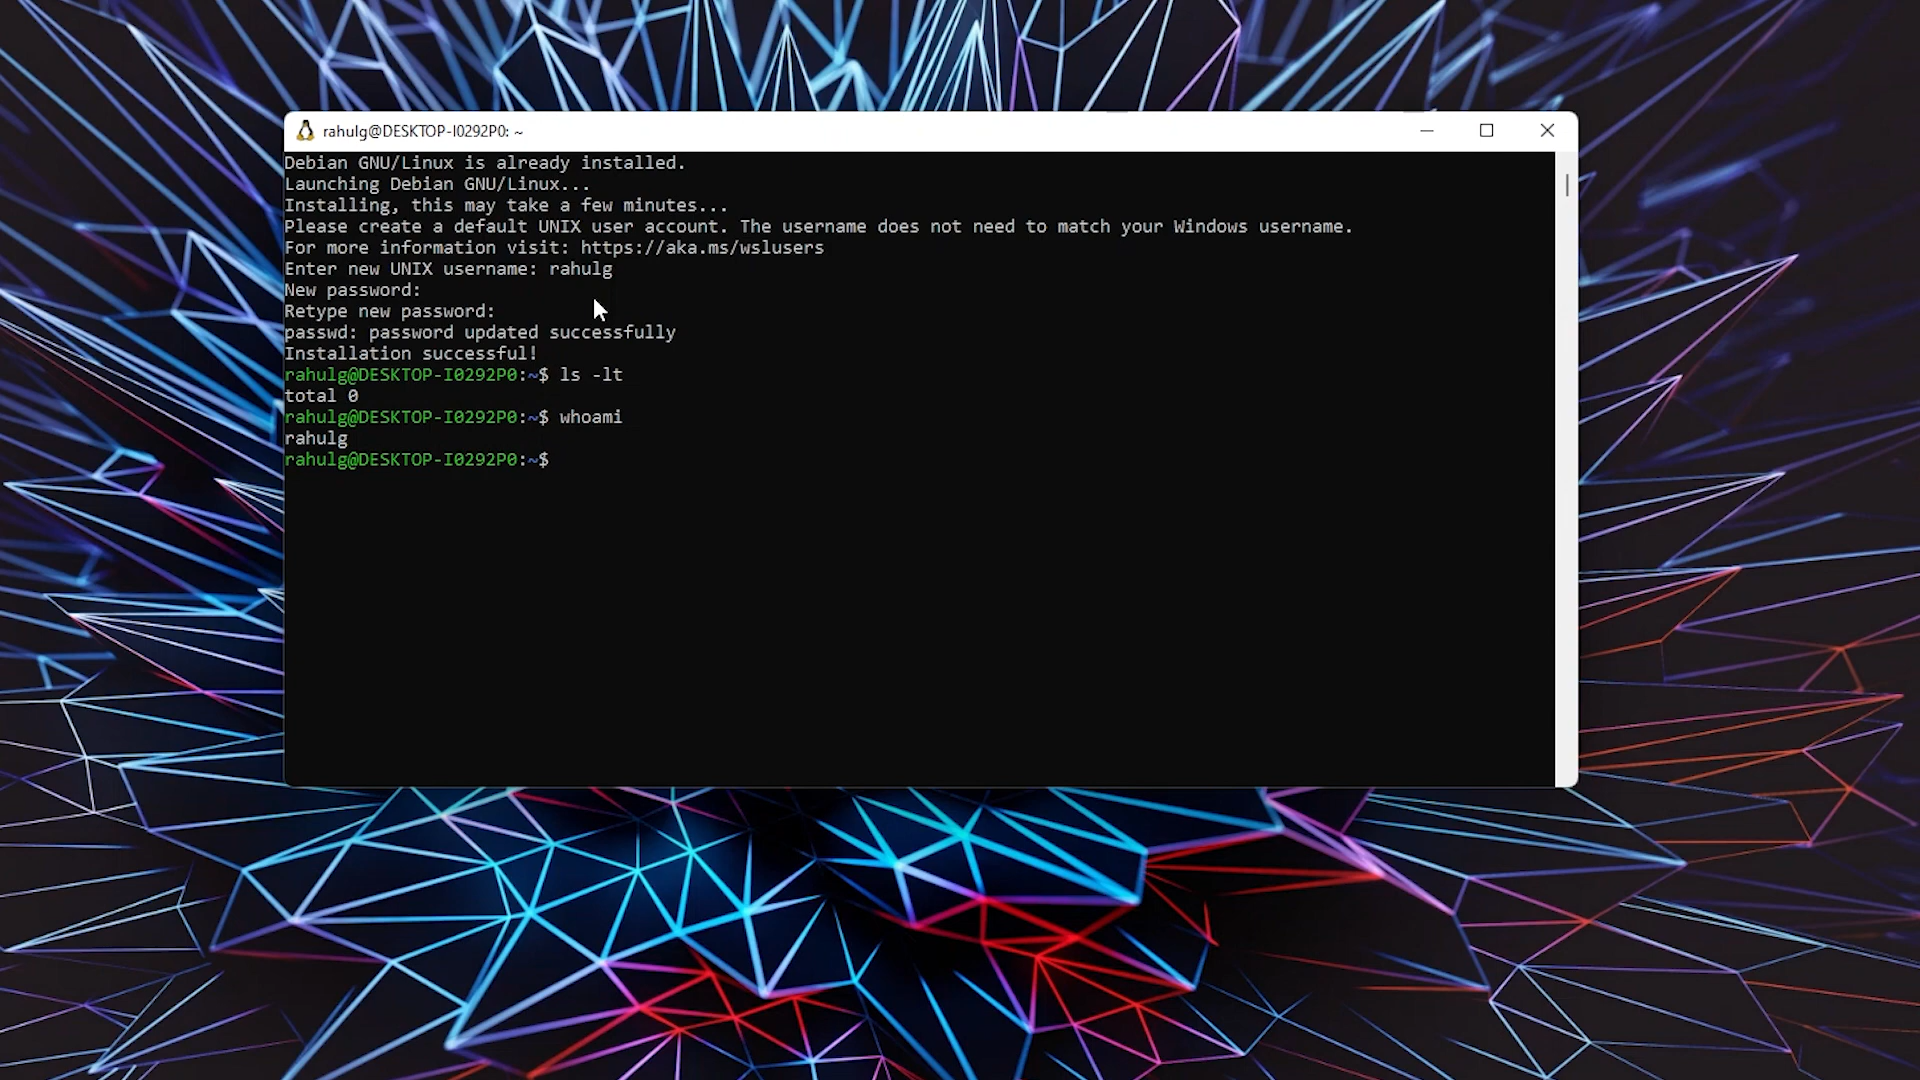 rahulg@DESKTOP-I0292P0: ~
Debian GNU/Linux is already installed.
Launching Debian GNU/Linux...
Installing, this may take a few minutes...
Please create a default UNIX user account. The username does not need to match your Windows username.
For more information visit: https://aka.ms/wslusers
Enter new UNIX username: rahulg
New password:
Retype new password:
passwd: password updated successfully
Installation successful!
rahulg@DESKTOP-I0292P0:~$ ls -lt
total 0
rahulg@DESKTOP-I0292P0:~$ whoami
rahulg
rahulg@DESKTOP-I0292P0:~$